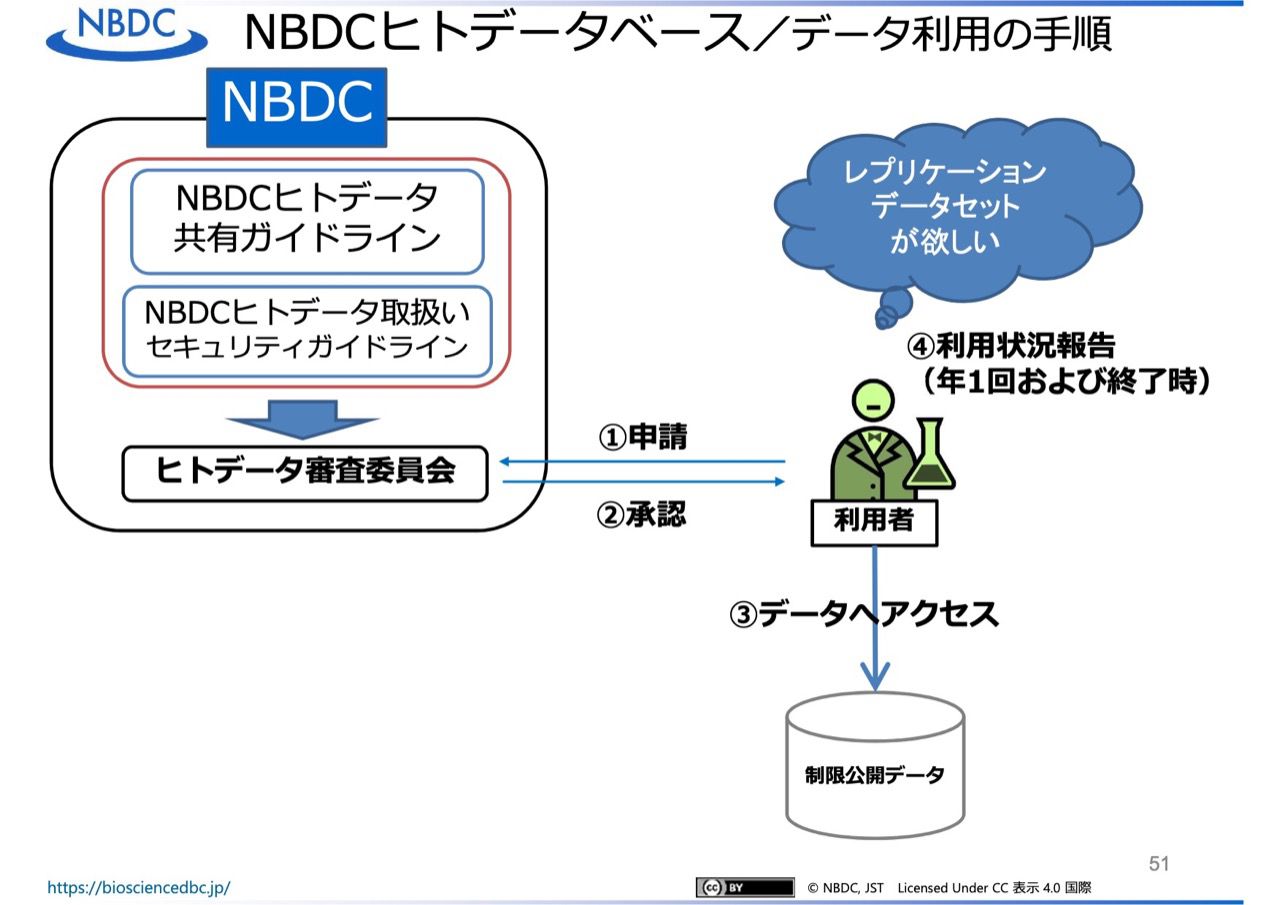 NBDC
NBDCヒトデータベース／データ利用の手順
NBDC
NBDCヒトデータ
共有ガイドライン
NBDCヒトデータ取扱い
セキュリティガイドライン
ヒトデータ審査委員会
レプリケーション
データセット
が欲しい
④利用状況報告
（年1回および終了時）
①申請
②承認
利用者
③データへアクセス
制限公開データ
51
https://biosciencedbc.jp/
cc BY
© NBDC, JST Licensed Under CC 表示 4.0 国際